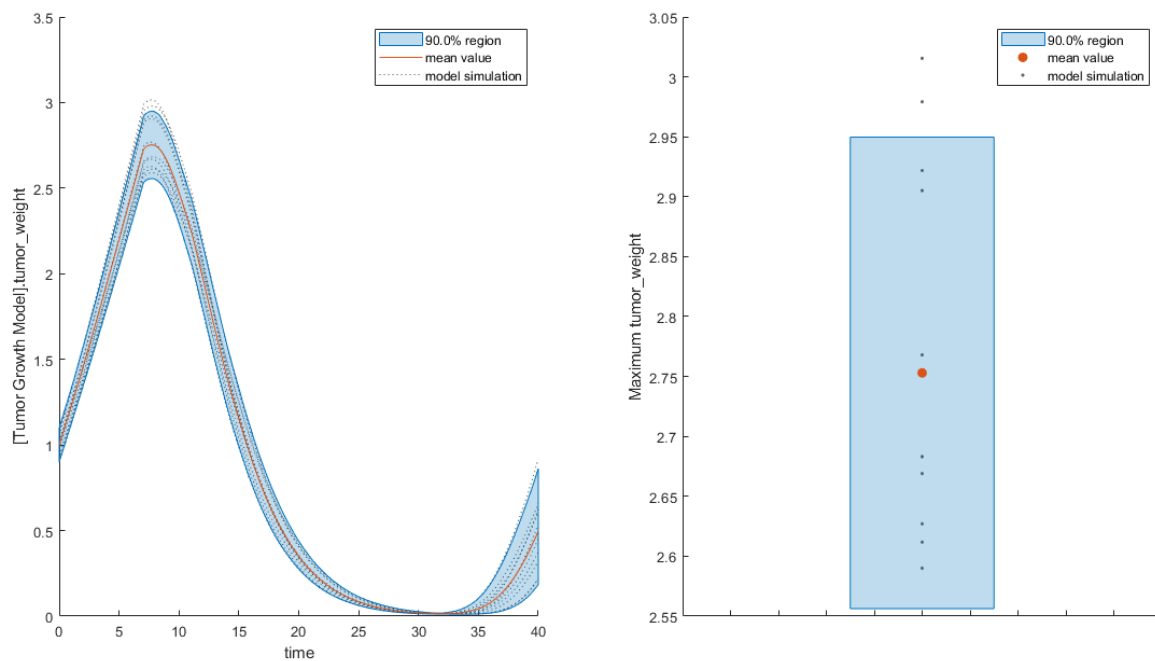 3.5
3
2.5
2
1.5
1
0.5
0
[Tumor Growth Model].tumor_weight
90.0% region
mean value
model simulation
0 5 10 15 20 25 30 35 40
time
3.05
3
2.95
2.9
2.85
2.8
2.75
2.7
2.65
2.6
2.55
Maximum tumor_weight
90.0% region
mean value
model simulation